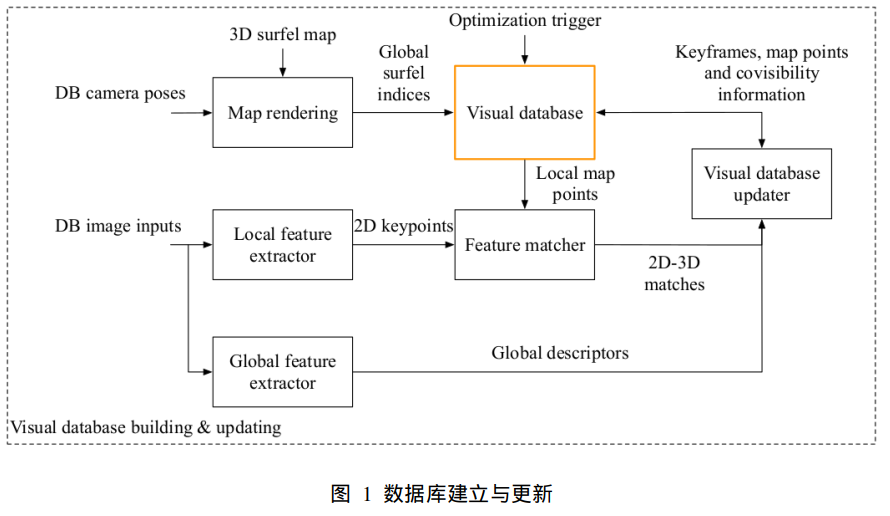 Optimization trigger
3D surfel map
Global
surfel
indices
Keyframes, map points
and covisibility
information
DB camera poses
Map rendering
Visual database
Local map
points
Visual database
updater
DB image inputs
Local feature
extractor
2D keypoints
Feature matcher
2D-3D
matches
Global feature
extractor
Global descriptors
Visual database building & updating
图 1 数据库建立与更新